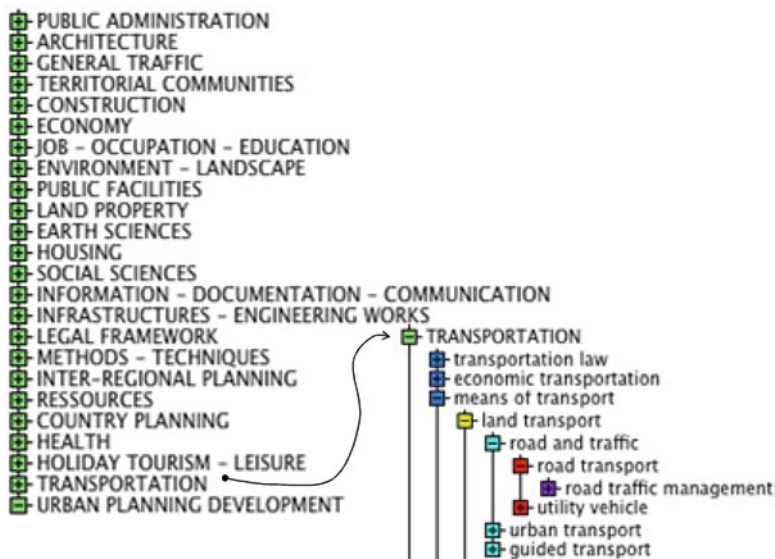 PUBLIC ADMINISTRATION
ARCHITECTURE
GENERAL TRAFFIC
TERRITORIAL COMMUNITIES
CONSTRUCTION
ECONOMY
JOB - OCCUPATION - EDUCATION
ENVIRONMENT - LANDSCAPE
PUBLIC FACILITIES
LAND PROPERTY
EARTH SCIENCES
HOUSING
SOCIAL SCIENCES
INFORMATION - DOCUMENTATION - COMMUNICATION
INFRASTRUCTURES - ENGINEERING WORKS
LEGAL FRAMEWORK
METHODS - TECHNIQUES
INTER-REGIONAL PLANNING
RESSOURCES
COUNTRY PLANNING
HEALTH
HOLIDAY TOURISM - LEISURE
TRANSPORTATION
URBAN PLANNING DEVELOPMENT
TRANSPORTATION
transportation law
economic transportation
means of transport
land transport
road and traffic
road transport
road traffic management
utility vehicle
urban transport
guided transport